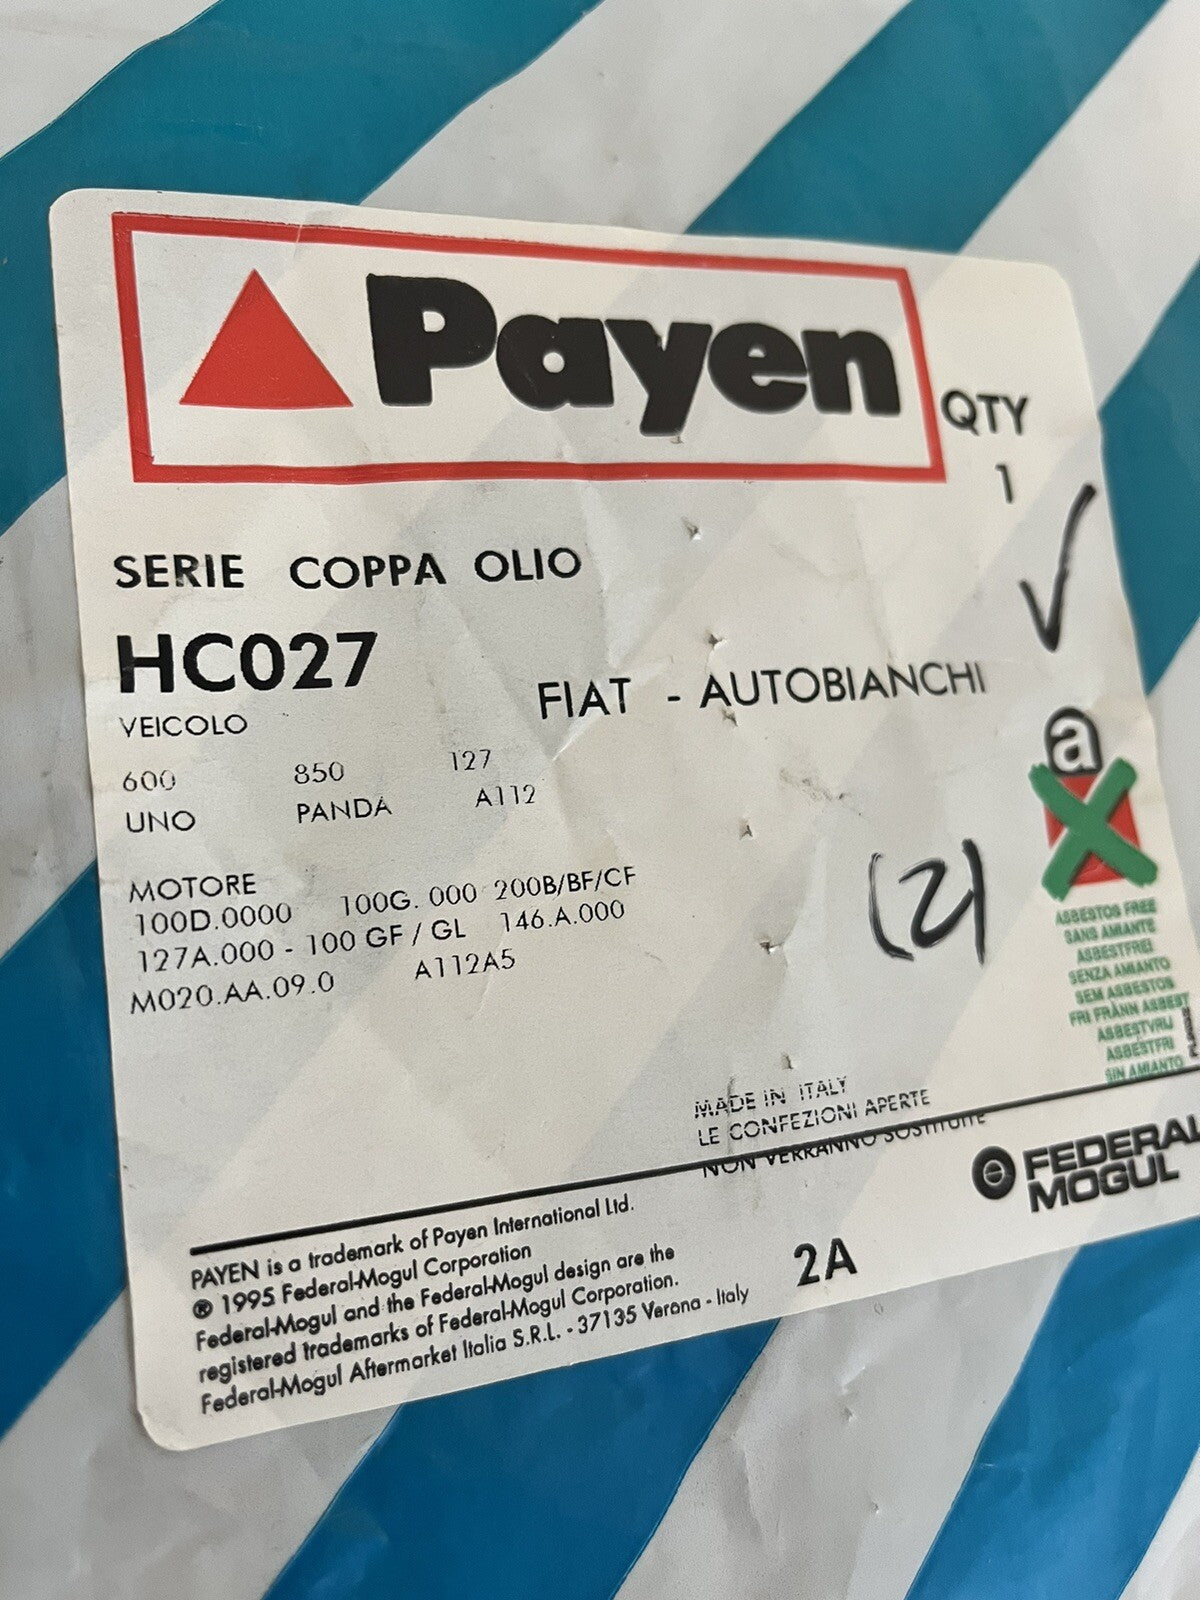 Payen
QTY
1
SERIE COPPA OLIO
HC027
FIAT - AUTOBIANCHI
VEICOLO
600 850 127
UNO PANDA A112
(2)
MOTORE
100D.0000 100G. 000 200B/BF/CF
127A.000 - 100 GF / GL 146.A.000
M020.AA.09.0 A112A5
a
ASBESTOS FREE
SANS AMIANTE
ASBESTFREI
SENZA AMIANTO
SEM ASBESTOS
FRI FRÄNN ASBEST
ASBESTVRIJ
ASBESTFRI
SIN AMIANTO
MADE IN ITALY
LE CONFEZIONI APERTE
NON VERRANNO SOSTITUITE
FEDERAL
MOGUL
PAYEN is a trademark of Payen International Ltd.
® 1995 Federal-Mogul Corporation
Federal-Mogul and the Federal-Mogul design are the
registered trademarks of Federal-Mogul Corporation.
Federal-Mogul Aftermarket Italia S.R.L. - 37135 Verona - Italy
2A